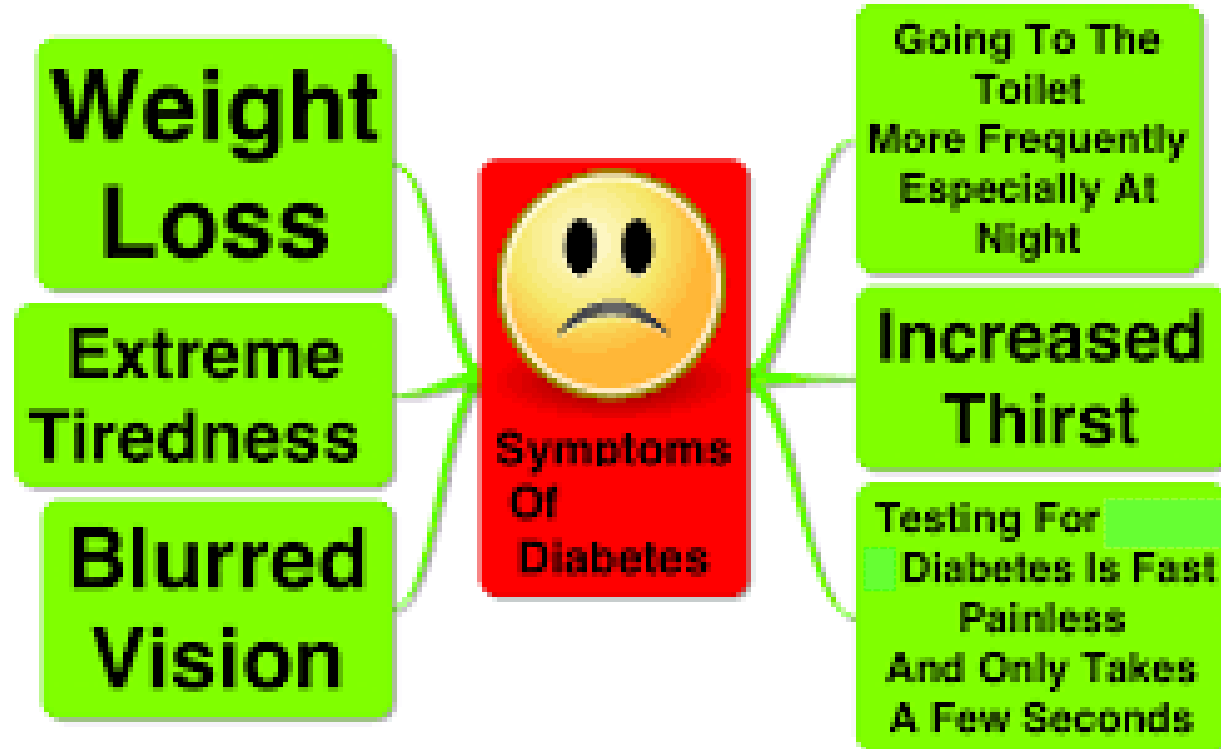 Weight
Loss
Extreme
Tiredness
Blurred
Vision
Symptoms
Of
Diabetes
Going To The
Toilet
More Frequently
Especially At
Night
Increased
Thirst
Testing For
Diabetes Is Fast
Painless
And Only Takes
A Few Seconds